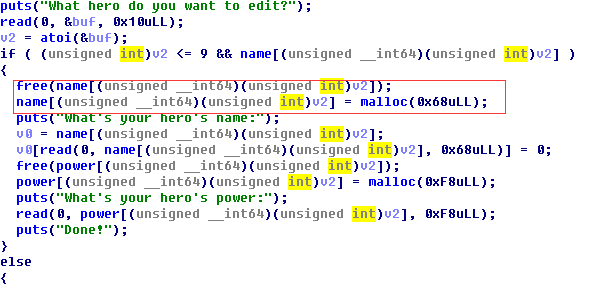 puts("What hero do you want to edit?");
read(0, &buf, 0x10uLL);
v2 = atoi(&buf);
if ( (unsigned int)v2 <= 9 && name[(unsigned __int64)(unsigned int)v2] )
{
free(name[(unsigned __int64)(unsigned int)v2]);
name[(unsigned __int64)(unsigned int)v2] = malloc(0x68uLL);
puts("What's your hero's name:");
v0 = name[(unsigned __int64)(unsigned int)v2];
v0[read(0, name[(unsigned __int64)(unsigned int)v2], 0x68uLL)] = 0;
free(power[(unsigned __int64)(unsigned int)v2]);
power[(unsigned __int64)(unsigned int)v2] = malloc(0xF8uLL);
puts("What's your hero's power:");
read(0, power[(unsigned __int64)(unsigned int)v2], 0xF8uLL);
puts("Done!");
}
else
{